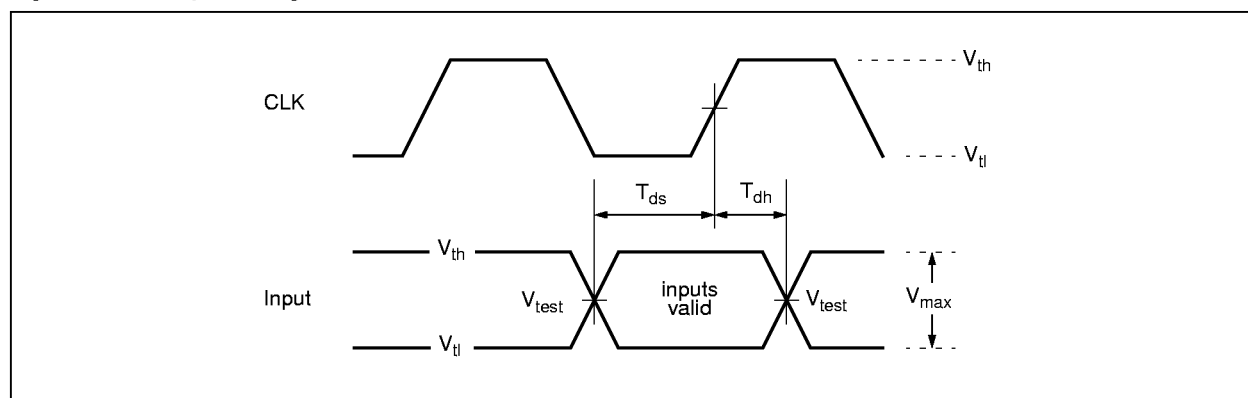 V_th
CLK
V_tl
T_ds T_dh
V_th
Input V_test inputs valid V_test V_max
V_tl